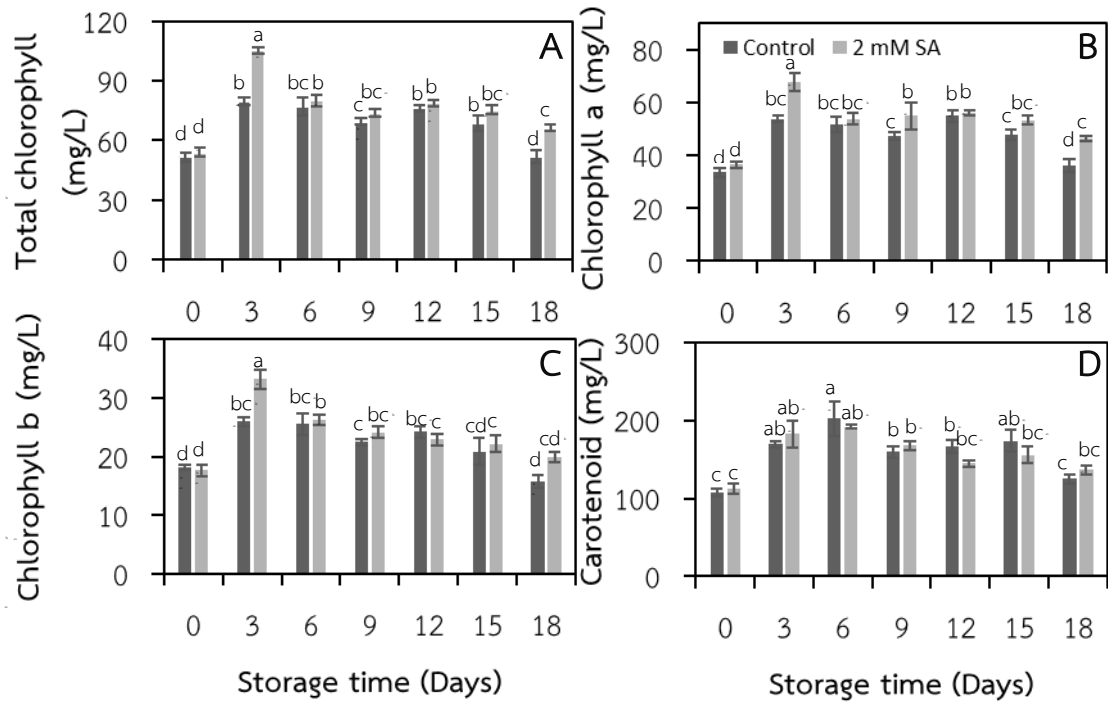 Total chlorophyll
(mg/L)
120
90
60
30
0
A
d d
b a
bc b
c bc
b b
b bc
d c
0 3 6 9 12 15 18
Chlorophyll a (mg/L)
80
60
40
20
0
B
Control 2 mM SA
d d
bc a
bc bc
c b
b b
c bc
d c
0 3 6 9 12 15 18
Chlorophyll b (mg/L)
40
30
20
10
0
C
d d
bc a
bc b
c bc
bc c
cd c
d cd
0 3 6 9 12 15 18
Storage time (Days)
Carotenoid (mg/L)
300
200
100
0
D
c c
ab ab
a ab
b b
b bc
ab bc
c bc
0 3 6 9 12 15 18
Storage time (Days)